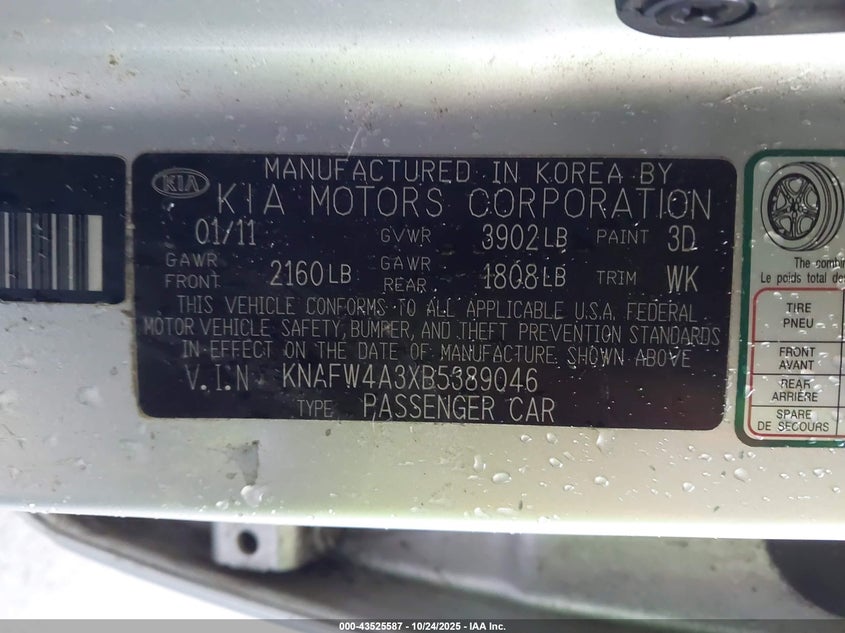 MANUFACTURED IN KOREA BY
KIA
KIA MOTORS CORPORATION
01/11 GVWR 3902LB PAINT 3D
GAWR FRONT 2160LB GAWR REAR 1808LB TRIM WK
THIS VEHICLE CONFORMS TO ALL APPLICABLE U.S.A. FEDERAL
MOTOR VEHICLE SAFETY, BUMPER, AND THEFT PREVENTION STANDARDS
IN EFFECT ON THE DATE OF MANUFACTURE SHOWN ABOVE
V.I.N KNAFW4A3XB5389046
TYPE PASSENGER CAR
The
Le poids total
TIRE
PNEU
FRONT
AVANT
REAR
ARRIÈRE
SPARE
DE SECOURS
000-43525587 - 10/24/2025 - IAA Inc.